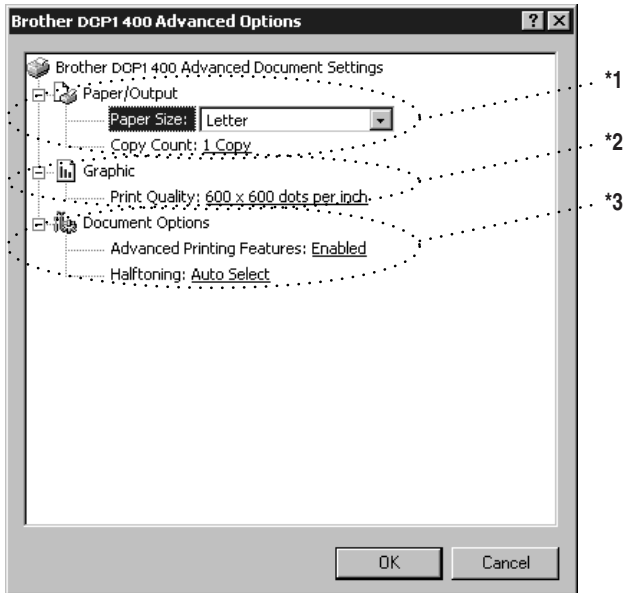 Brother DCP1400 Advanced Options ? X
Brother DCP1400 Advanced Document Settings
*1
Paper/Output
Paper Size: Letter
Copy Count: 1 Copy
*2
Graphic
Print Quality: 600 x 600 dots per inch
*3
Document Options
Advanced Printing Features: Enabled
Halftoning: Auto Select
OK Cancel